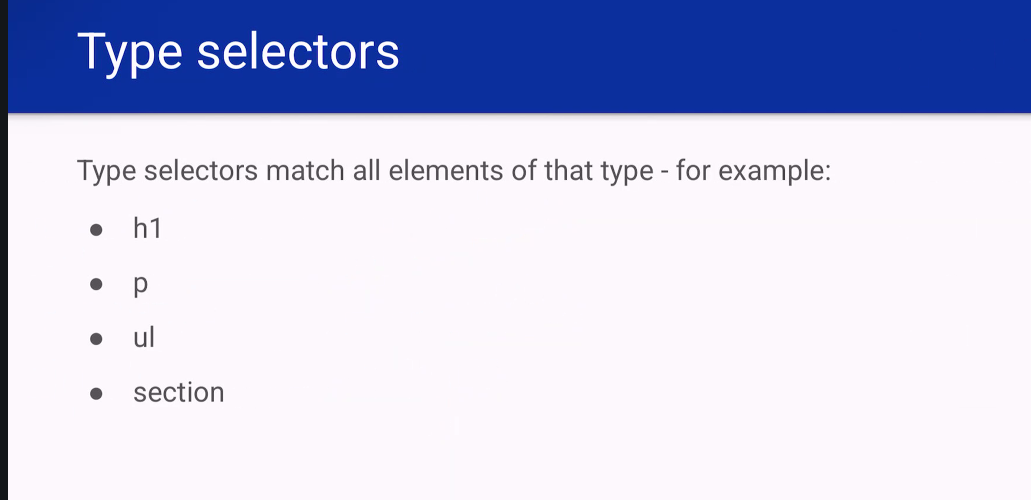 Type selectors
Type selectors match all elements of that type - for example:
● h1
● p
● ul
● section